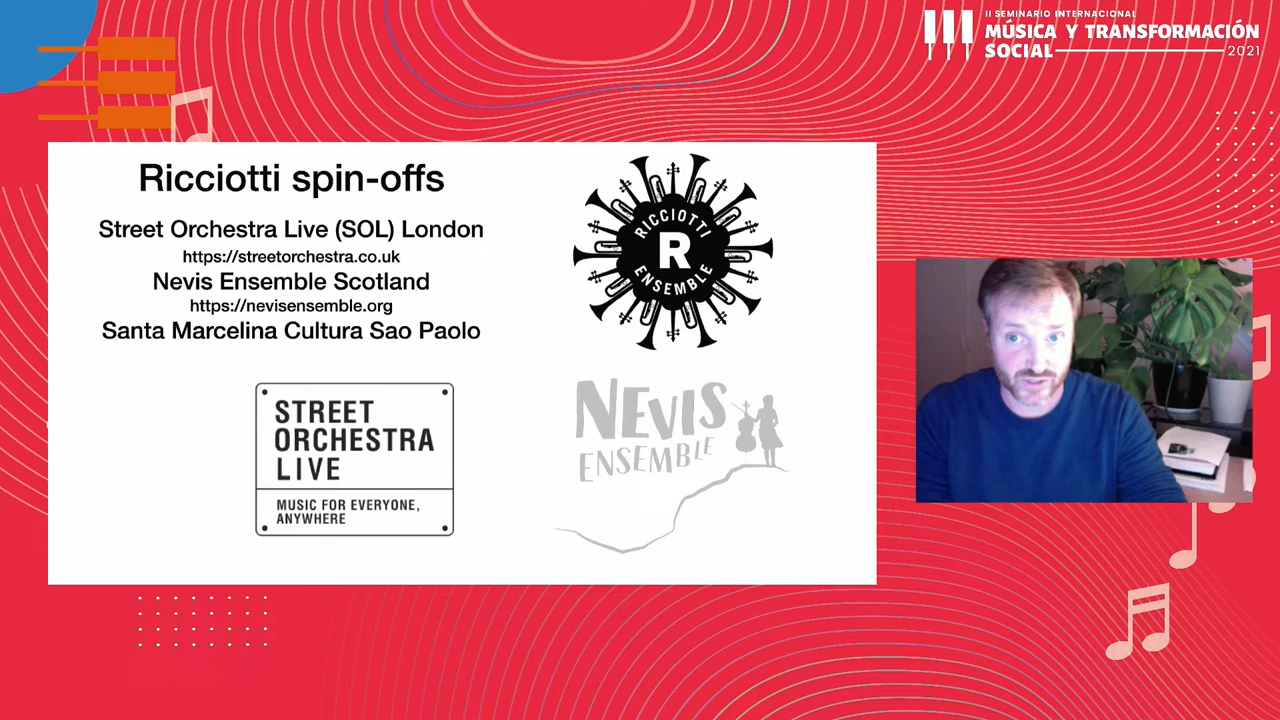 II SEMINARIO INTERNACIONAL
MÚSICA Y TRANSFORMACIÓN
SOCIAL
2021
Ricciotti spin-offs
Street Orchestra Live (SOL) London
https://streetorchestra.co.uk
Nevis Ensemble Scotland
https://nevisensemble.org
Santa Marcelina Cultura Sao Paolo
RICCIOTTI
R
ENSEMBLE
STREET
ORCHESTRA
LIVE
MUSIC FOR EVERYONE,
ANYWHERE
NEVIS
ENSEMBLE